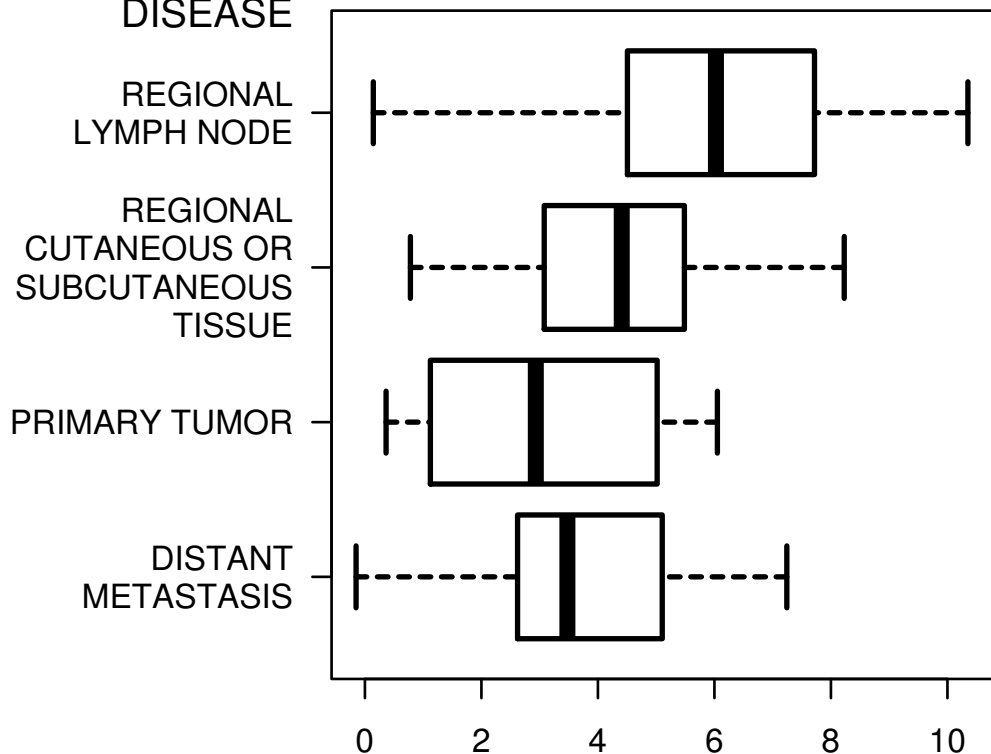 DISEASE
REGIONAL
LYMPH NODE
REGIONAL
CUTANEOUS OR
SUBCUTANEOUS
TISSUE
PRIMARY TUMOR
DISTANT
METASTASIS
0 2 4 6 8 10